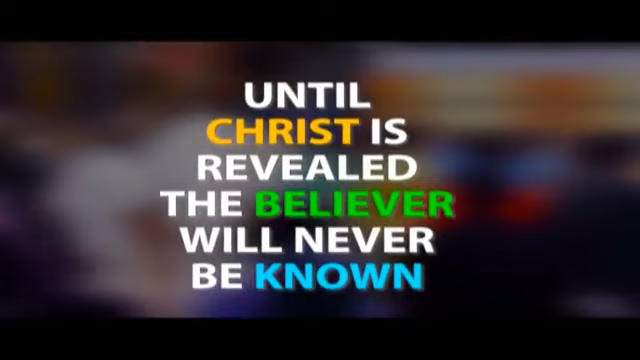 UNTIL
CHRIST IS
REVEALED
THE BELIEVER
WILL NEVER
BE KNOWN